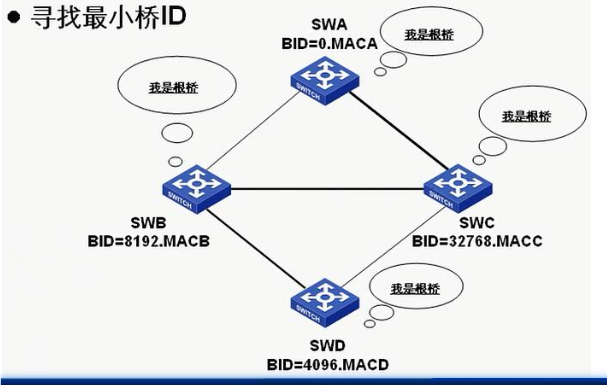 ● 寻找最小桥ID
SWA
BID=0.MACA
我是根桥
我是根桥
我是根桥
SWITCH
SWITCH
SWITCH
SWB
BID=8192.MACB
SWC
BID=32768.MACC
我是根桥
SWITCH
SWD
BID=4096.MACD